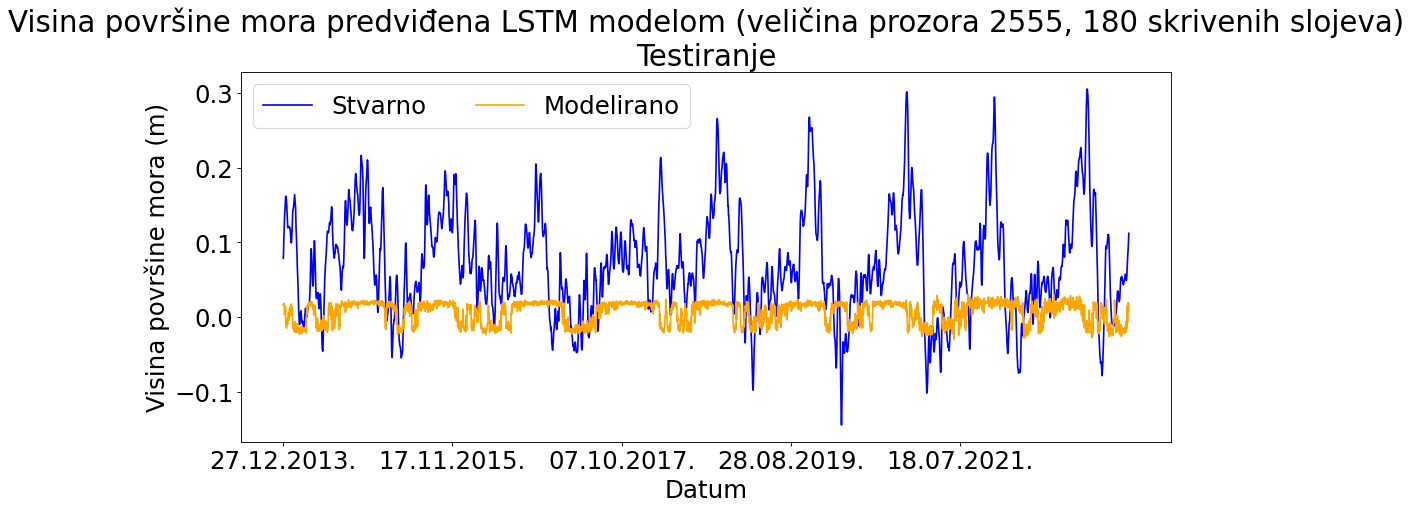 Visina površine mora predviđena LSTM modelom (veličina prozora 2555, 180 skrivenih slojeva)
Testiranje
Stvarno Modelirano
Visina površine mora (m)
0.3
0.2
0.1
0.0
−0.1
27.12.2013. 17.11.2015. 07.10.2017. 28.08.2019. 18.07.2021.
Datum